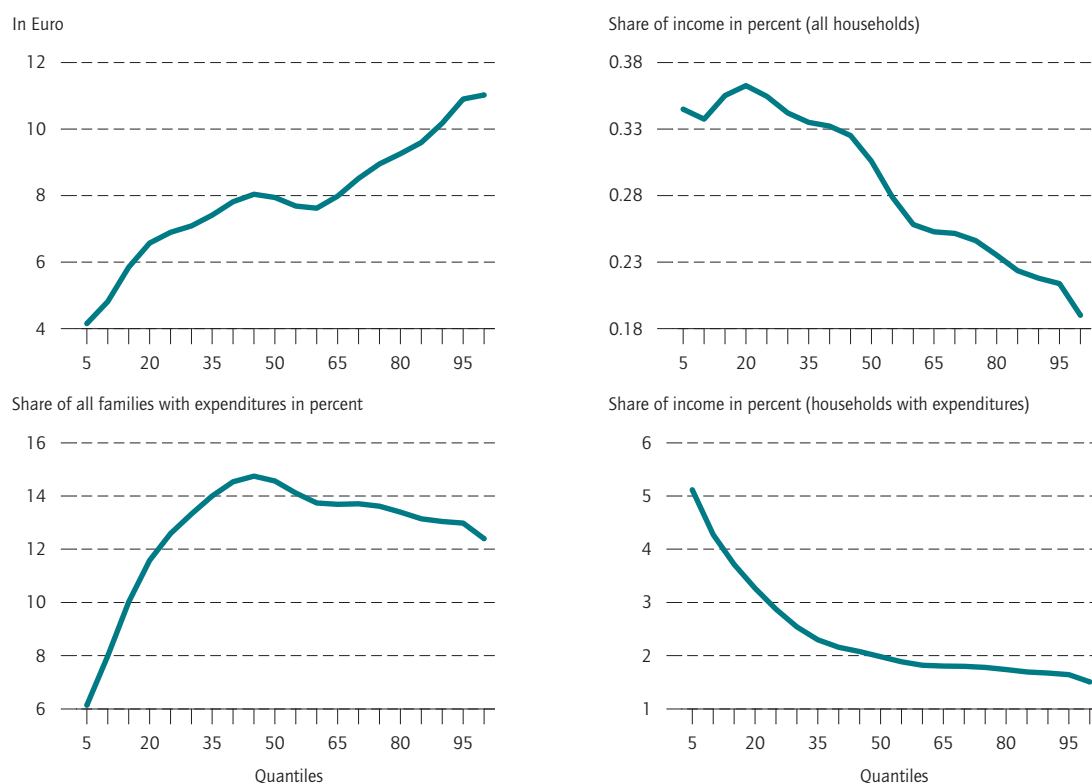 In Euro
12
10
8
6
4
5 20 35 50 65 80 95
Share of income in percent (all households)
0.38
0.33
0.28
0.23
0.18
5 20 35 50 65 80 95
Share of all families with expenditures in percent
16
14
12
10
8
6
5 20 35 50 65 80 95
Quantiles
Share of income in percent (households with expenditures)
6
5
4
3
2
1
5 20 35 50 65 80 95
Quantiles